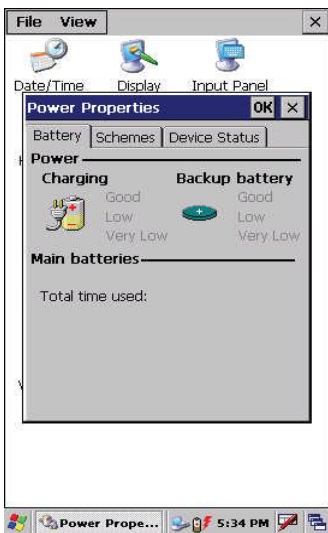 File View
Date/Time Display Input Panel
Power Properties OK
Battery Schemes Device Status
Power
Charging Backup battery
Good Good
Low Low
Very Low Very Low
Main batteries
Total time used:
Power Prope... 5:34 PM